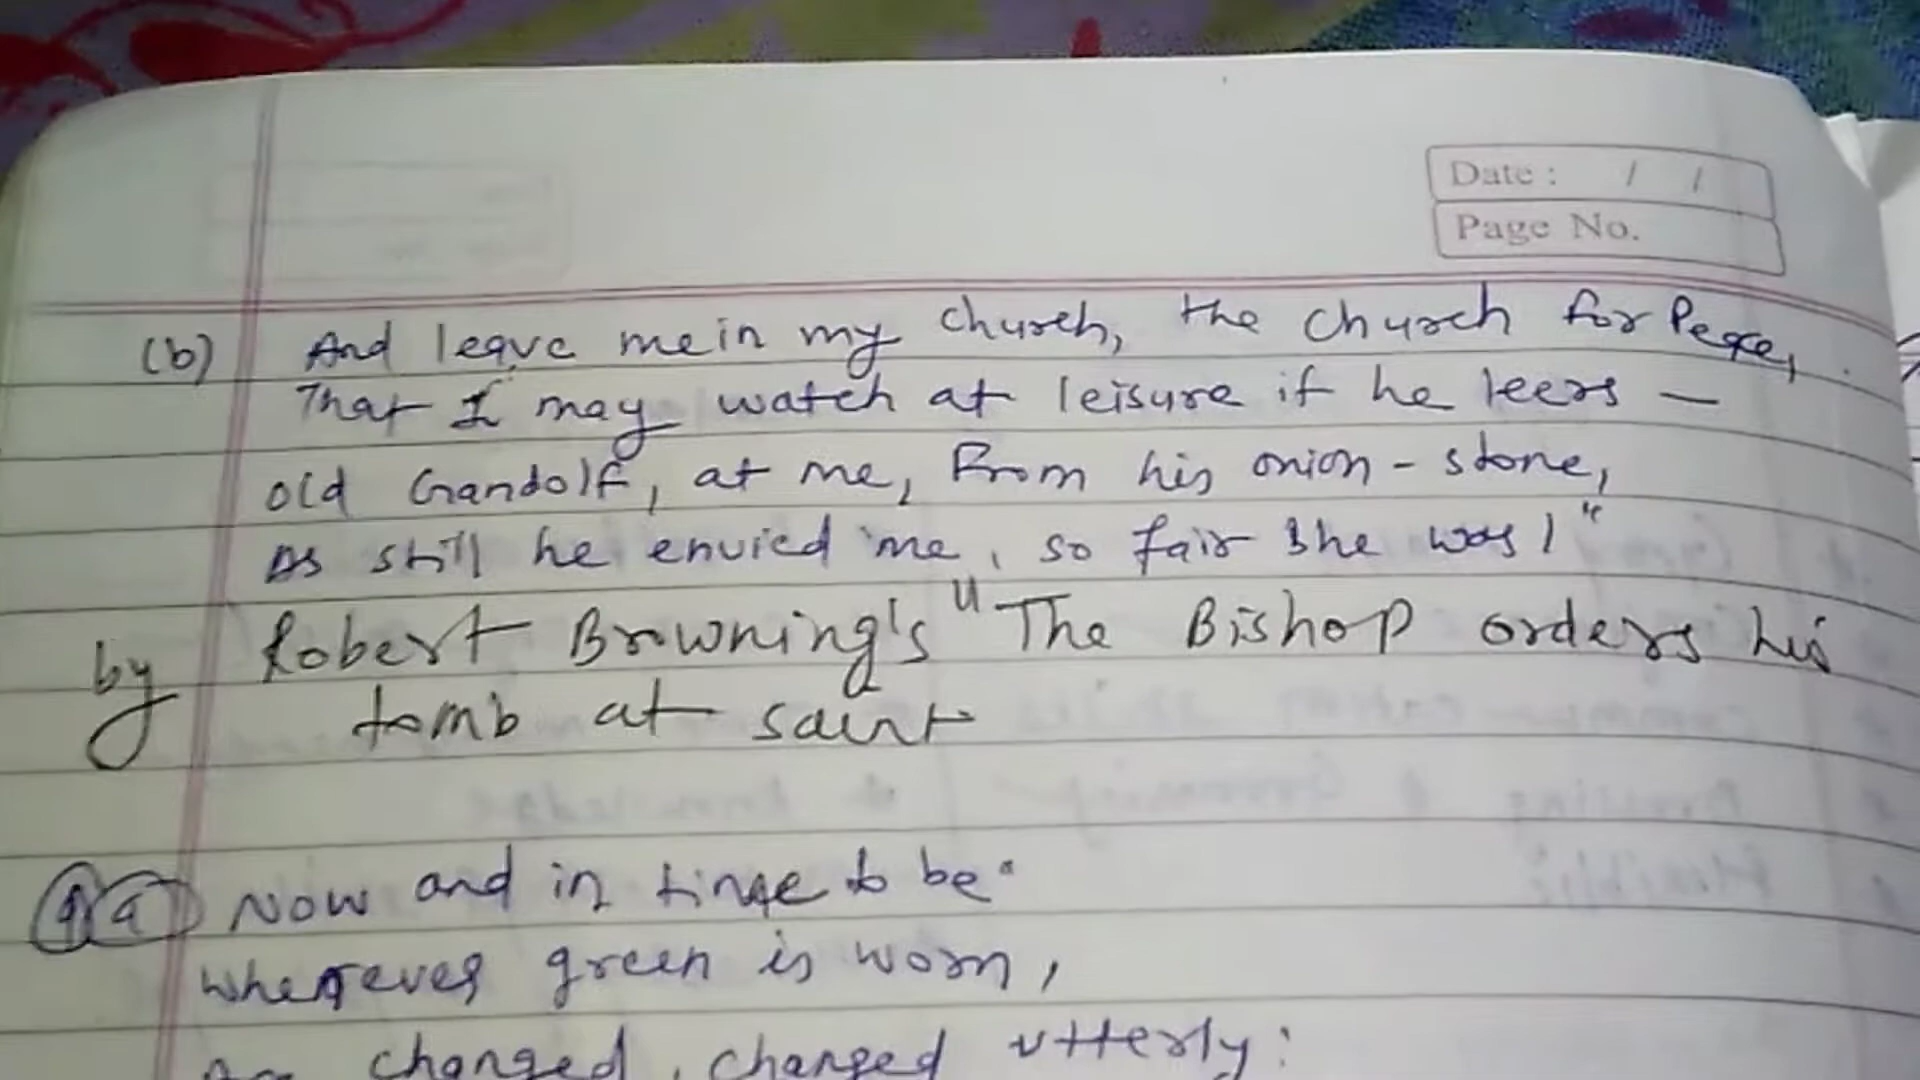 Date : / /
Page No.
(b) And leave me in my church, the church for Peace,
That I may watch at leisure if he leers —
old Gandolf, at me, From his onion - stone,
As still he envied me, so fair she was !"
by Robert Browning's "The Bishop orders his
tomb at saint
(a) Now and in time to be
wherever green is worn,
Are changed, changed utterly: